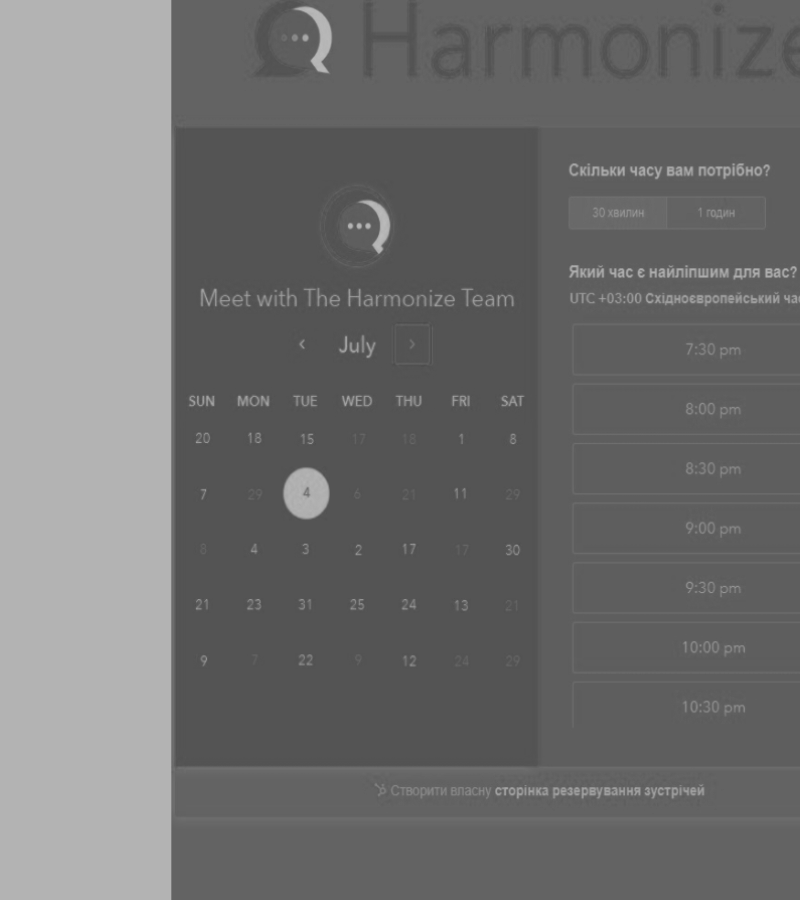 Harmonize
Meet with The Harmonize Team
‹ July ›
SUN MON TUE WED THU FRI SAT
20 18 15 17 18 1 8
7 29 4 6 21 11 29
8 4 3 2 17 17 30
21 23 31 25 24 13 21
9 7 22 9 12 24 29
Скільки часу вам потрібно?
30 хвилин 1 годин
Який час є найліпшим для вас?
UTC +03:00 Східноєвропейський
7:30 pm
8:00 pm
8:30 pm
9:00 pm
9:30 pm
10:00 pm
10:30 pm
Створити власну сторінка резервування зустрічей